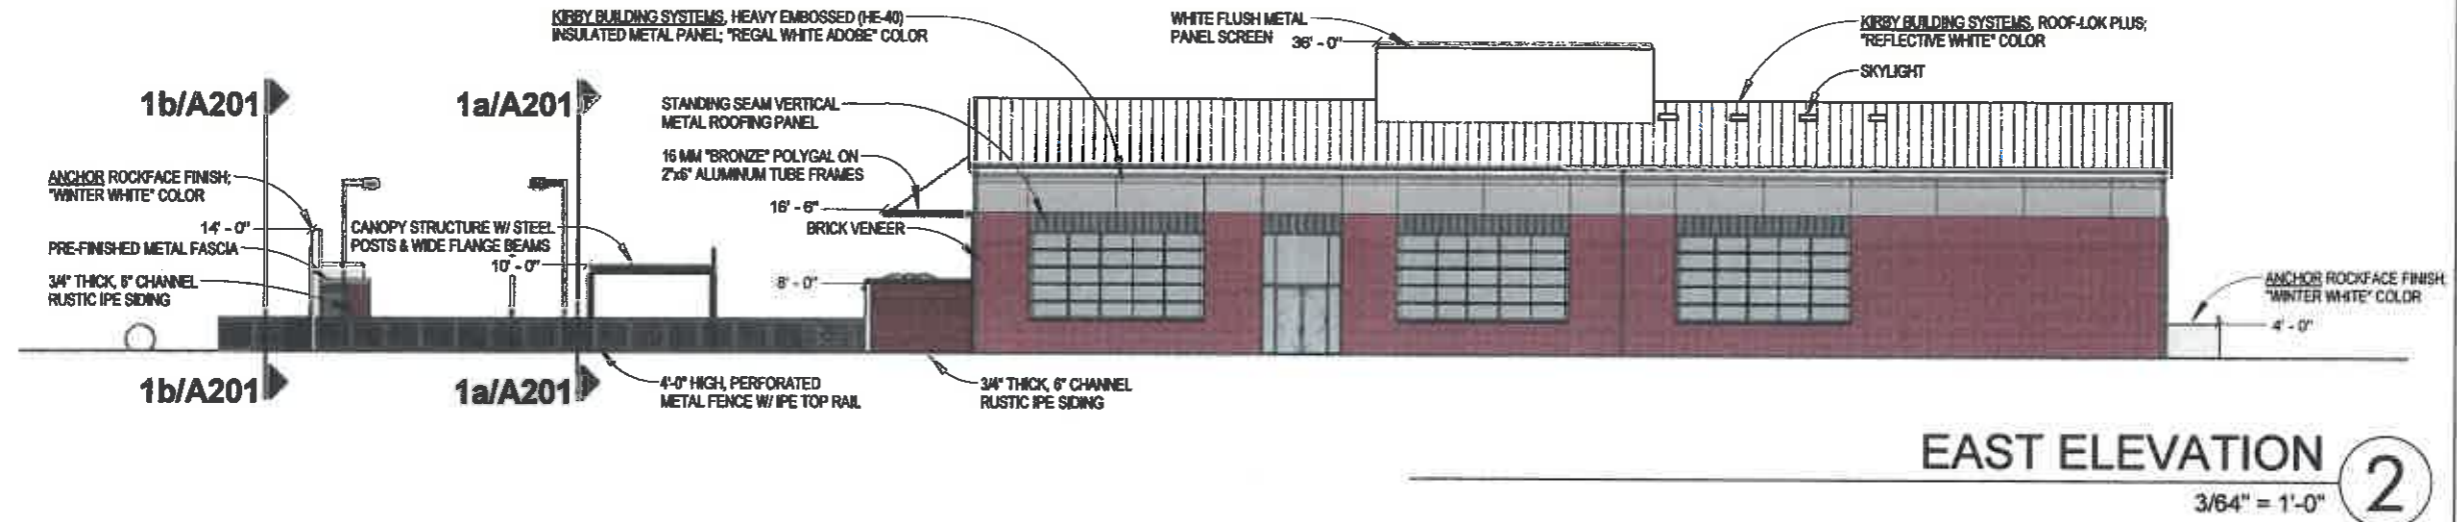 KIRBY BUILDING SYSTEMS, HEAVY EMBOSSED (HE-40)
INSULATED METAL PANEL; "REGAL WHITE ADOBE" COLOR
WHITE FLUSH METAL
PANEL SCREEN
36' - 0"
KIRBY BUILDING SYSTEMS, ROOF-LOK PLUS;
"REFLECTIVE WHITE" COLOR
SKYLIGHT
1b/A201
1a/A201
STANDING SEAM VERTICAL
METAL ROOFING PANEL
16 MM "BRONZE" POLYGAL ON
2"x6" ALUMINUM TUBE FRAMES
16' - 6"
BRICK VENEER
ANCHOR ROCKFACE FINISH;
"WINTER WHITE" COLOR
14' - 0"
PRE-FINISHED METAL FASCIA
3/4" THICK, 6" CHANNEL
RUSTIC IPE SIDING
CANOPY STRUCTURE W/ STEEL
POSTS & WIDE FLANGE BEAMS
10' - 0"
8' - 0"
ANCHOR ROCKFACE FINISH
"WINTER WHITE" COLOR
4' - 0"
1b/A201
1a/A201
4'-0" HIGH, PERFORATED
METAL FENCE W/ IPE TOP RAIL
3/4" THICK, 6" CHANNEL
RUSTIC IPE SIDING
EAST ELEVATION
2
3/64" = 1'-0"